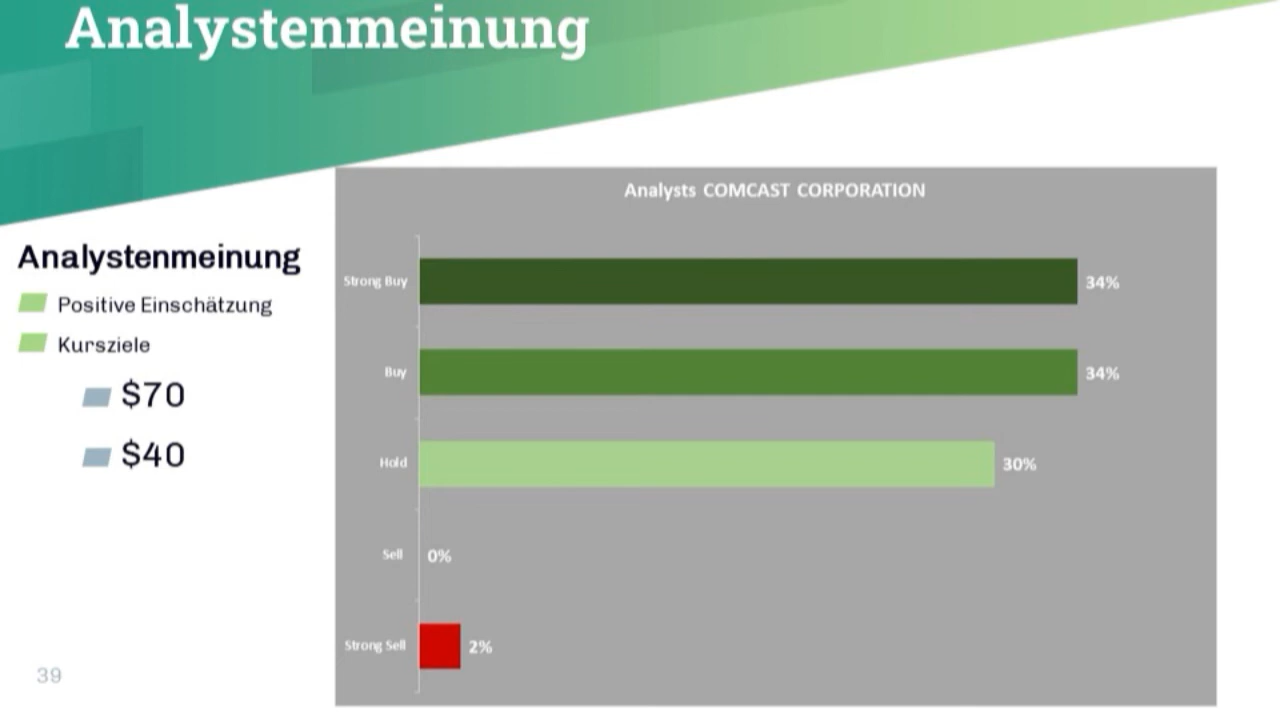 Analystenmeinung
Analystenmeinung
Positive Einschätzung
Kursziele
$70
$40
39
Analysts COMCAST CORPORATION
Strong Buy 34%
Buy 34%
Hold 30%
Sell 0%
Strong Sell 2%